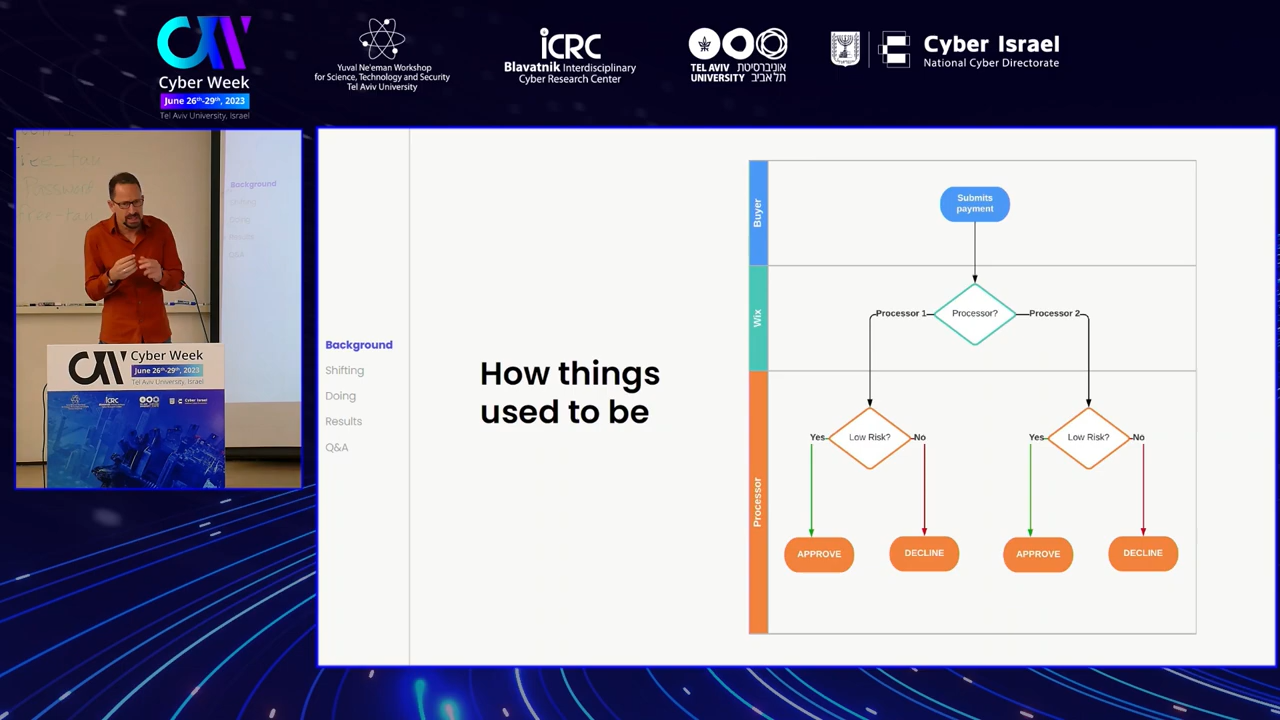 Cyber Week
June 26th-29th, 2023
Tel Aviv University, Israel
Yuval Ne'eman Workshop
for Science, Technology and Security
Tel Aviv University
iCRC
Blavatnik Interdisciplinary
Cyber Research Center
TEL AVIV אוניברסיטת
UNIVERSITY תל אביב
Cyber Israel
National Cyber Directorate
Background
Cyber Week
June 26th-29th, 2023
Tel Aviv University, Israel
iCRC
Cyber Israel
Background
Shifting
Doing
Results
Q&A
How things
used to be
Buyer
Submits
payment
Wix
Processor 1
Processor?
Processor 2
Processor
Yes
Low Risk?
No
Yes
Low Risk?
No
APPROVE
DECLINE
APPROVE
DECLINE